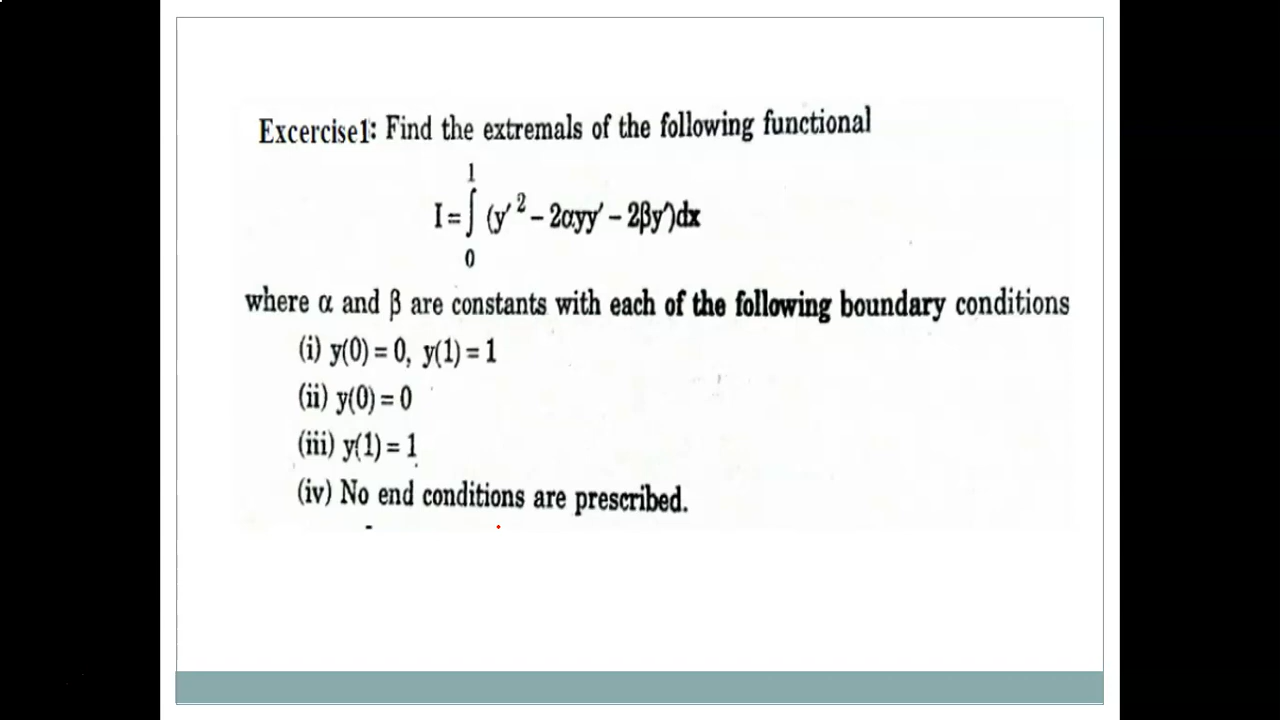 Excercise1: Find the extremals of the following functional
1
I = ∫ (y′ ² − 2αyy′ − 2βy′)dx
0
where α and β are constants with each of the following boundary conditions
(i) y(0) = 0, y(1) = 1
(ii) y(0) = 0
(iii) y(1) = 1
(iv) No end conditions are prescribed.